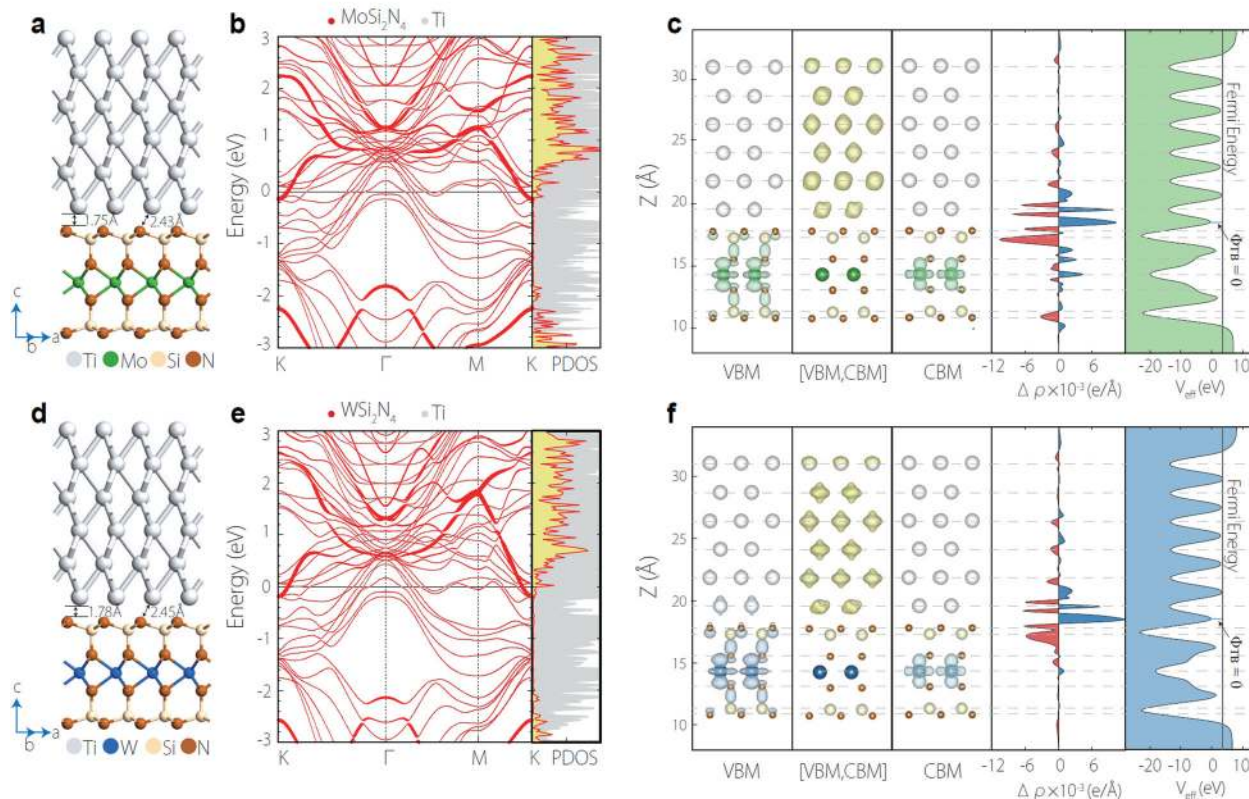 a
1.75Å
2.43Å
c
b
a
Ti Mo Si N
b
MoSi₂N₄ Ti
Energy (eV)
3
2
1
0
-1
-2
-3
K Γ M K PDOS
c
Z (Å)
30
25
20
15
10
VBM [VBM,CBM] CBM
-12 -6 0 6
Δ ρ×10⁻³ (e/Å)
Fermi Energy
Φᴛʙ = 0
-20 -10 0 10
V_eff (eV)
d
1.78Å
2.45Å
c
b
a
Ti W Si N
e
WSi₂N₄ Ti
Energy (eV)
3
2
1
0
-1
-2
-3
K Γ M K PDOS
f
Z (Å)
30
25
20
15
10
VBM [VBM,CBM] CBM
-12 -6 0 6
Δ ρ×10⁻³ (e/Å)
Fermi Energy
Φᴛʙ = 0
-20 -10 0 10
V_eff (eV)